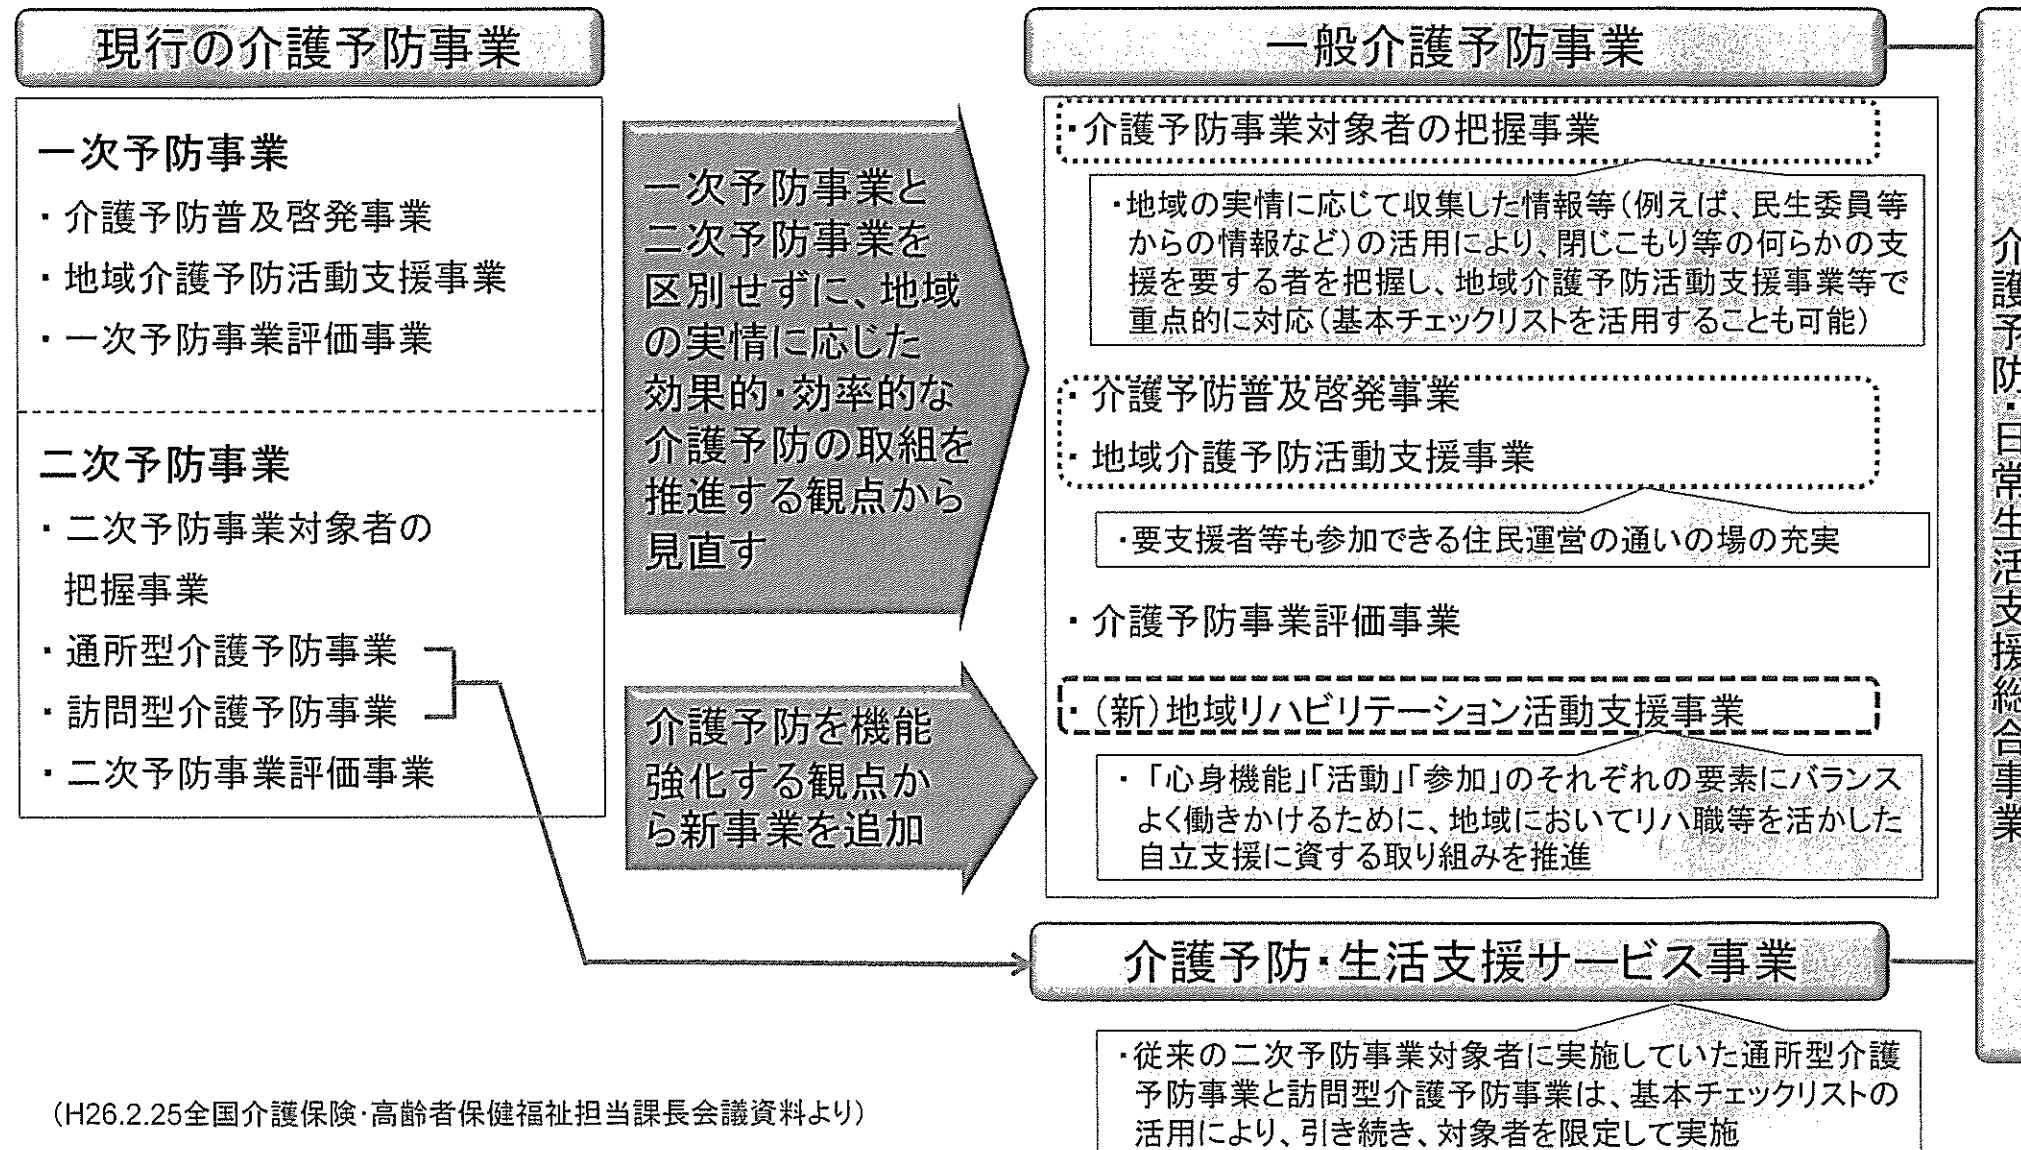 現行の介護予防事業
一次予防事業
・介護予防普及啓発事業
・地域介護予防活動支援事業
・一次予防事業評価事業
二次予防事業
・二次予防事業対象者の
把握事業
・通所型介護予防事業
・訪問型介護予防事業
・二次予防事業評価事業
一次予防事業と
二次予防事業を
区別せずに、地域
の実情に応じた
効果的・効率的な
介護予防の取組を
推進する観点から
見直す
介護予防を機能
強化する観点か
ら新事業を追加
一般介護予防事業
・介護予防事業対象者の把握事業
・地域の実情に応じて収集した情報等(例えば、民生委員等
からの情報など)の活用により、閉じこもり等の何らかの支
援を要する者を把握し、地域介護予防活動支援事業等で
重点的に対応(基本チェックリストを活用することも可能)
・介護予防普及啓発事業
・地域介護予防活動支援事業
・要支援者等も参加できる住民運営の通いの場の充実
・介護予防事業評価事業
・(新)地域リハビリテーション活動支援事業
・「心身機能」「活動」「参加」のそれぞれの要素にバランス
よく働きかけるために、地域においてリハ職等を活かした
自立支援に資する取り組みを推進
介護予防・生活支援サービス事業
・従来の二次予防事業対象者に実施していた通所型介護
予防事業と訪問型介護予防事業は、基本チェックリストの
活用により、引き続き、対象者を限定して実施
介護予防・日常生活支援総合事業
(H26.2.25全国介護保険・高齢者保健福祉担当課長会議資料より)